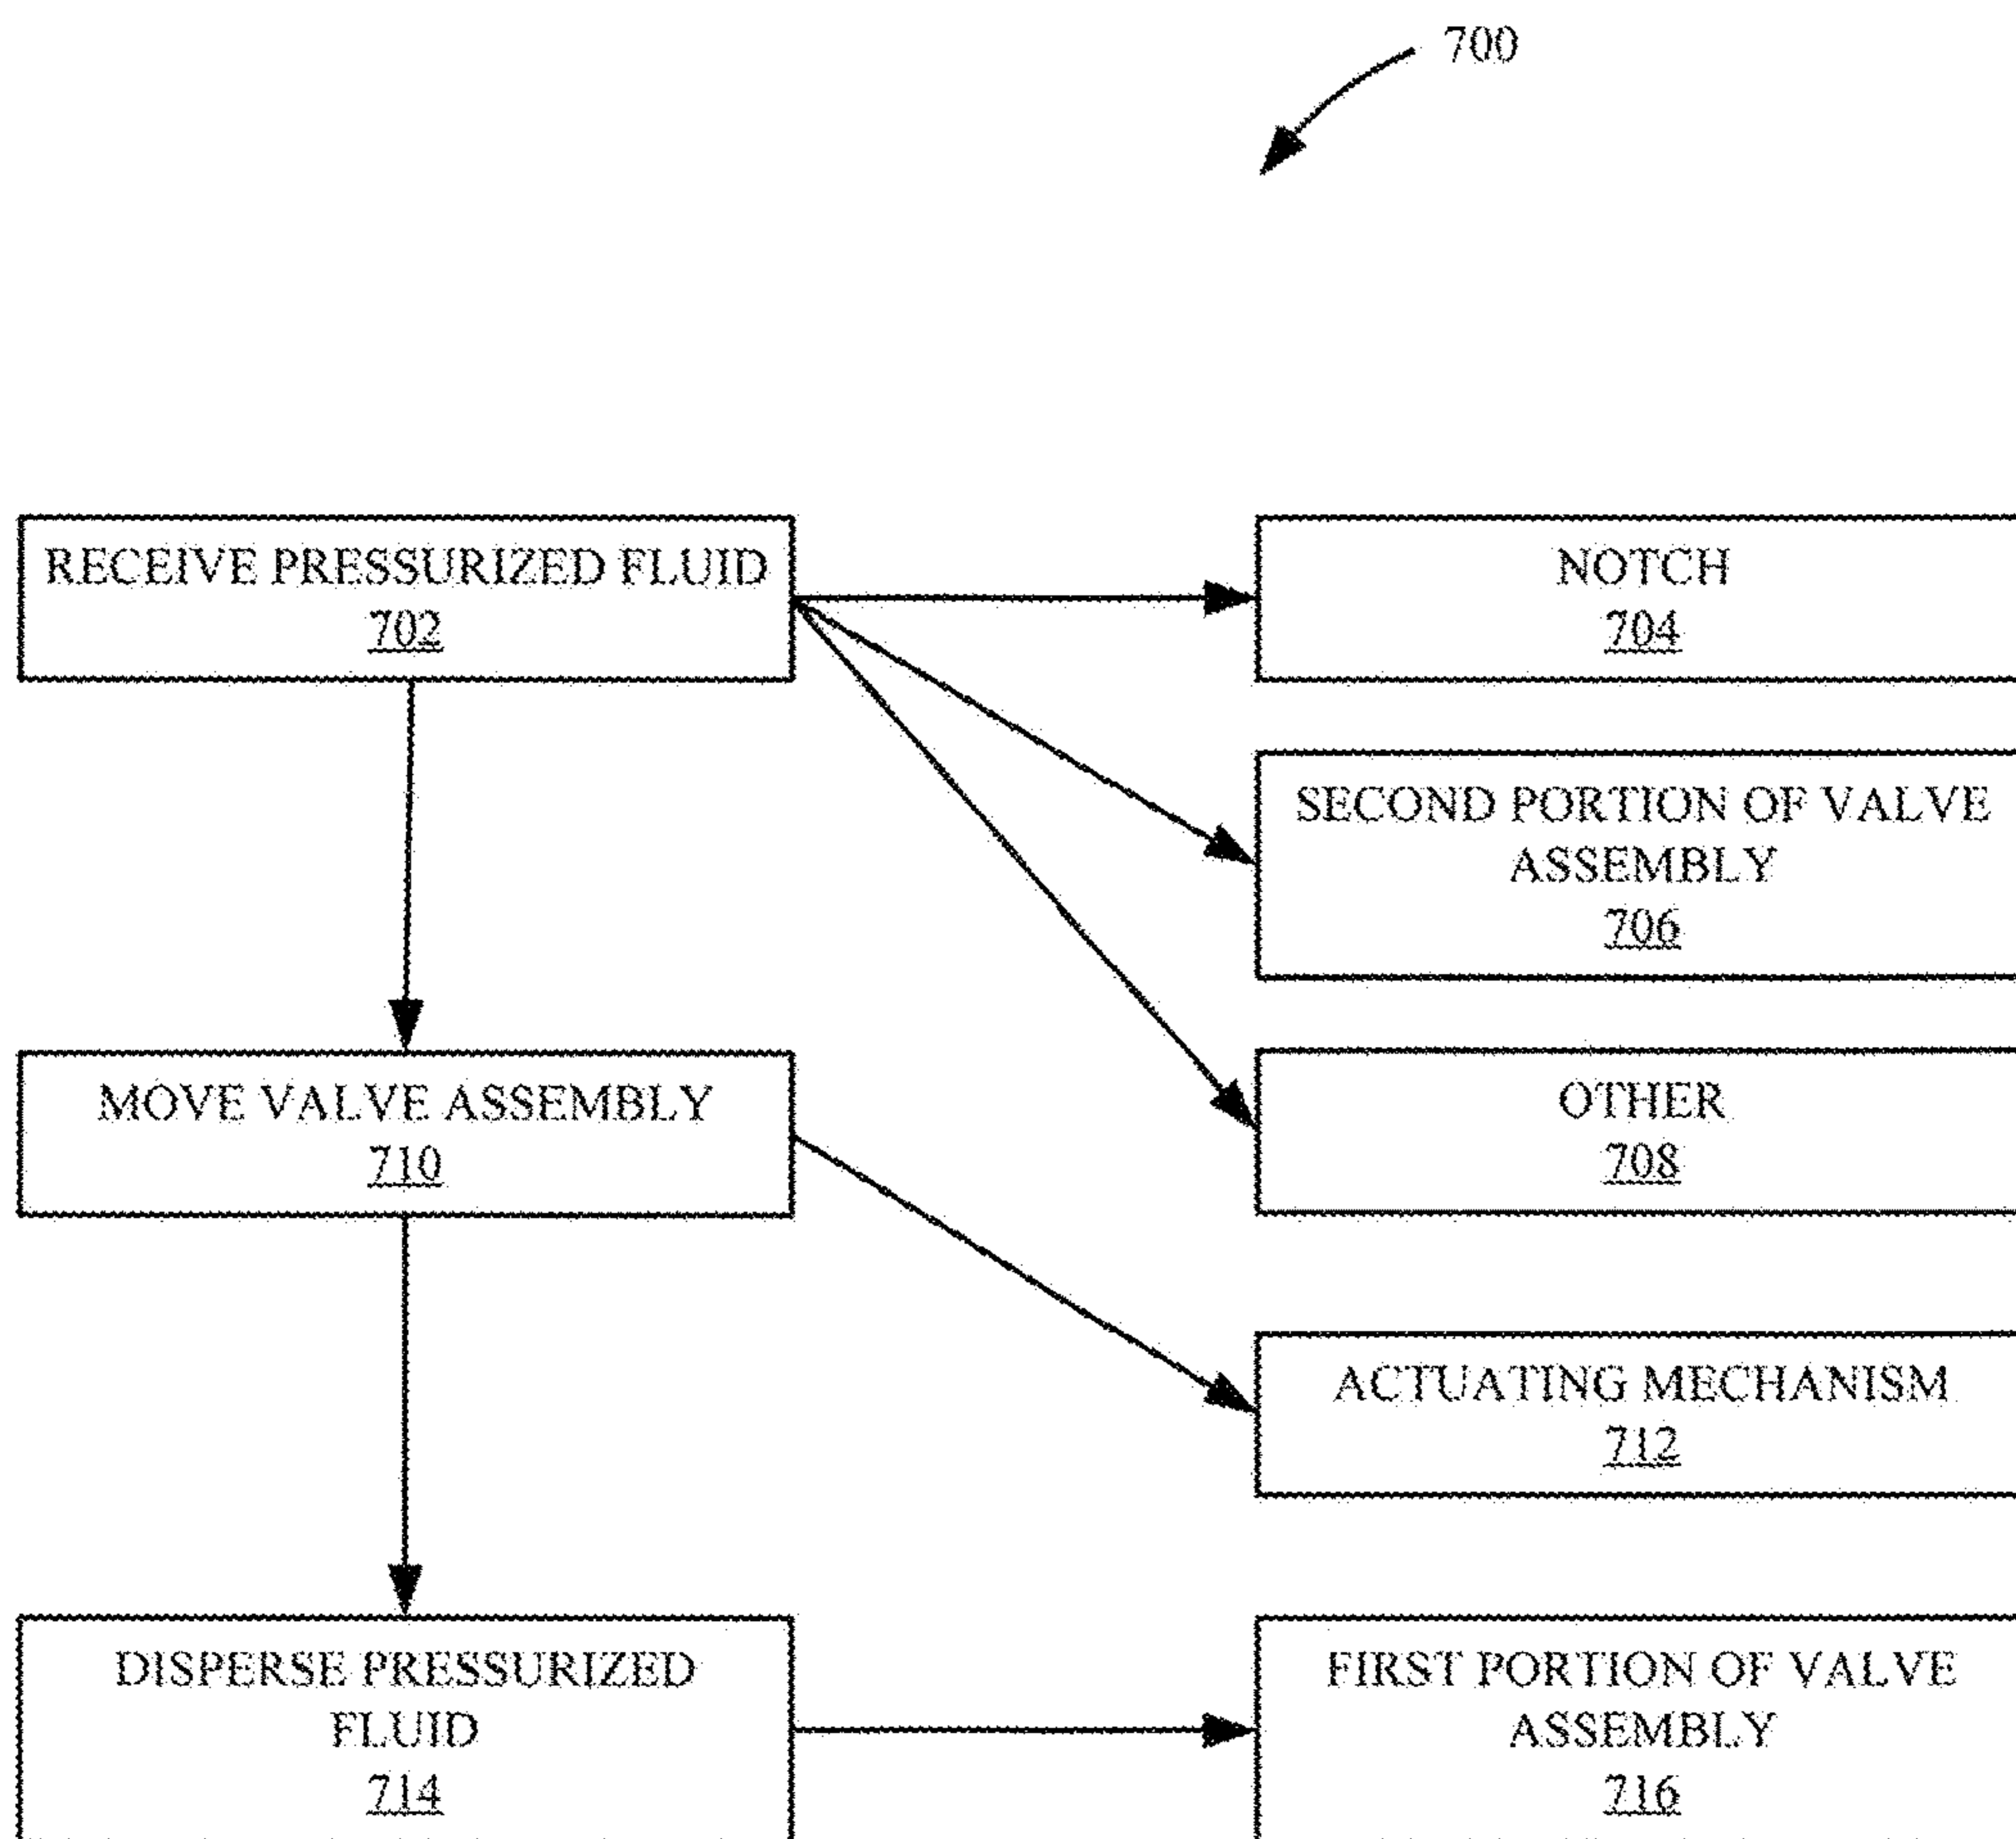 700
RECEIVE PRESSURIZED FLUID
702
NOTCH
704
SECOND PORTION OF VALVE
ASSEMBLY
706
MOVE VALVE ASSEMBLY
710
OTHER
708
ACTUATING MECHANISM
712
DISPERSE PRESSURIZED
FLUID
714
FIRST PORTION OF VALVE
ASSEMBLY
716